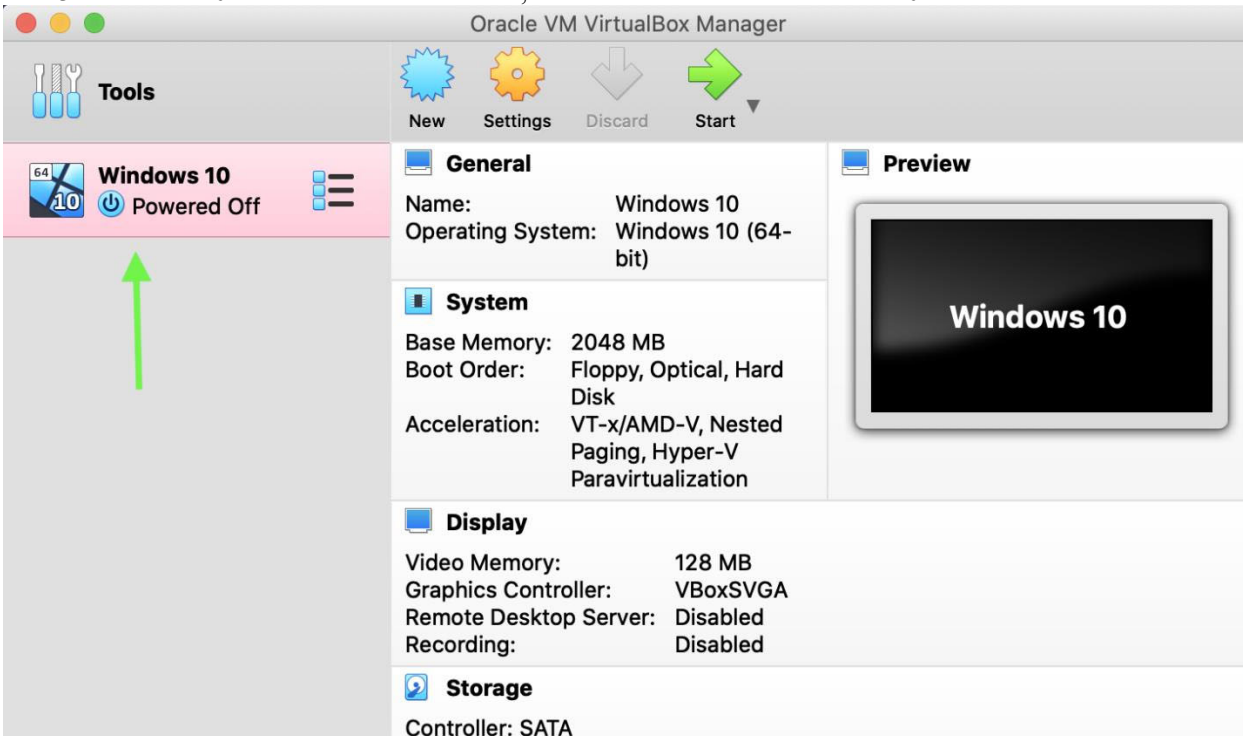 Oracle VM VirtualBox Manager
Tools
New Settings Discard Start
64
10
Windows 10
Powered Off
General
Name: Windows 10
Operating System: Windows 10 (64-
bit)
Preview
Windows 10
System
Base Memory: 2048 MB
Boot Order: Floppy, Optical, Hard
Disk
Acceleration: VT-x/AMD-V, Nested
Paging, Hyper-V
Paravirtualization
Display
Video Memory: 128 MB
Graphics Controller: VBoxSVGA
Remote Desktop Server: Disabled
Recording: Disabled
Storage
Controller: SATA